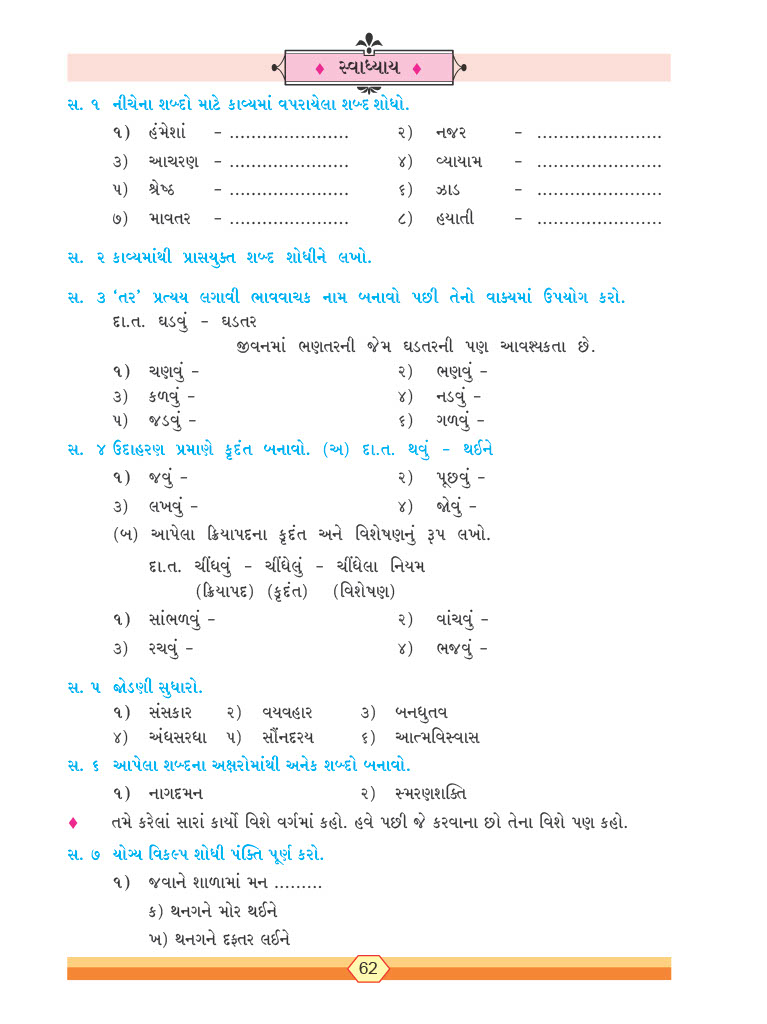 ♦ સ્વાધ્યાય ♦
સ. ૧ નીચેના શબ્દો માટે કાવ્યમાં વપરાયેલા શબ્દ શોધો.
૧) હંમેશાં – ...................... ૨) નજર – .......................
૩) આચરણ – ...................... ૪) વ્યાયામ – .......................
૫) શ્રેષ્ઠ – ...................... ૬) ઝાડ – .......................
૭) માવતર – ...................... ૮) હયાતી – .......................
સ. ૨ કાવ્યમાંથી પ્રાસયુક્ત શબ્દ શોધીને લખો.
સ. ૩ ‘તર’ પ્રત્યય લગાવી ભાવવાચક નામ બનાવો પછી તેનો વાક્યમાં ઉપયોગ કરો.
દા.ત. ઘડવું – ઘડતર
જીવનમાં ભણતરની જેમ ઘડતરની પણ આવશ્યકતા છે.
૧) ચણવું – ૨) ભણવું –
૩) કળવું – ૪) નડવું –
૫) જડવું – ૬) ગળવું –
સ. ૪ ઉદાહરણ પ્રમાણે કૃદંત બનાવો. (અ) દા.ત. થવું – થઈને
૧) જવું – ૨) પૂછવું –
૩) લખવું – ૪) જોવું –
(બ) આપેલા ક્રિયાપદના કૃદંત અને વિશેષણનું રૂપ લખો.
દા.ત. ચીંધવું – ચીંધેલું – ચીંધેલા નિયમ
(ક્રિયાપદ) (કૃદંત) (વિશેષણ)
૧) સાંભળવું – ૨) વાંચવું –
૩) રચવું – ૪) ભજવું –
સ. ૫ જોડણી સુધારો.
૧) સંસકાર ૨) વયવહાર ૩) બનધુતવ
૪) અંધસરધા ૫) સૌંનદરય ૬) આત્મવિસ્વાસ
સ. ૬ આપેલા શબ્દના અક્ષરોમાંથી અનેક શબ્દો બનાવો.
૧) નાગદમન ૨) સ્મરણશક્તિ
♦ તમે કરેલાં સારાં કાર્યો વિશે વર્ગમાં કહો. હવે પછી જે કરવાના છો તેના વિશે પણ કહો.
સ. ૭ યોગ્ય વિકલ્પ શોધી પંક્તિ પૂર્ણ કરો.
૧) જવાને શાળામાં મન .........
ક) થનગને મોર થઈને
ખ) થનગને દફ્તર લઈને
62